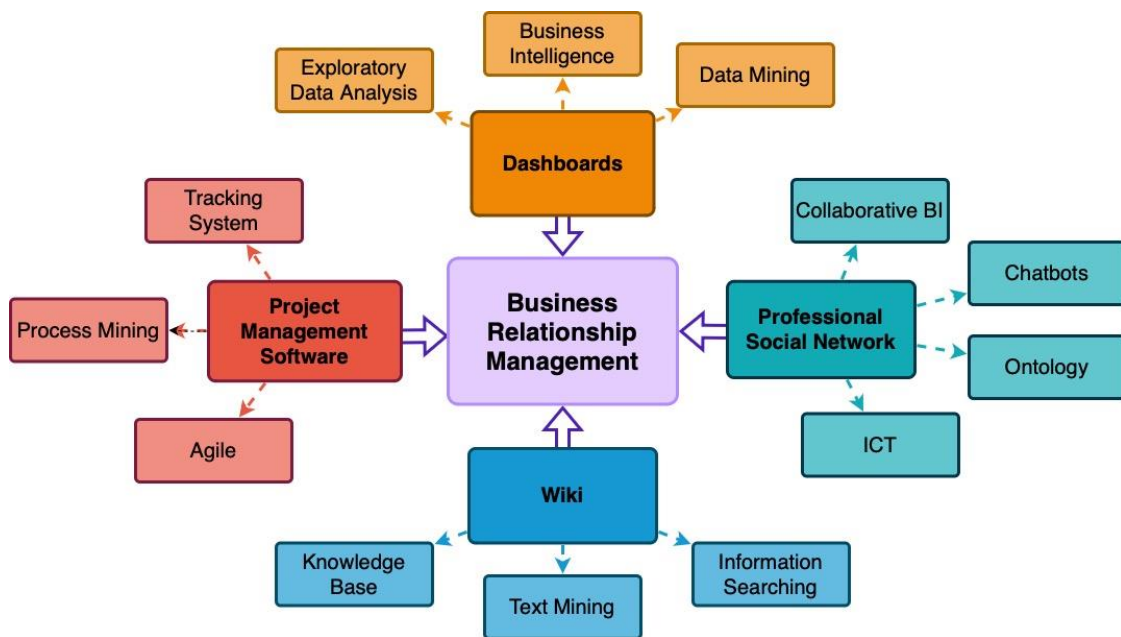 Business
Intelligence
Exploratory
Data Analysis
Data Mining
Dashboards
Tracking
System
Collaborative BI
Chatbots
Project
Management
Software
Business
Relationship
Management
Professional
Social Network
Process Mining
Ontology
Agile
ICT
Wiki
Knowledge
Base
Text Mining
Information
Searching